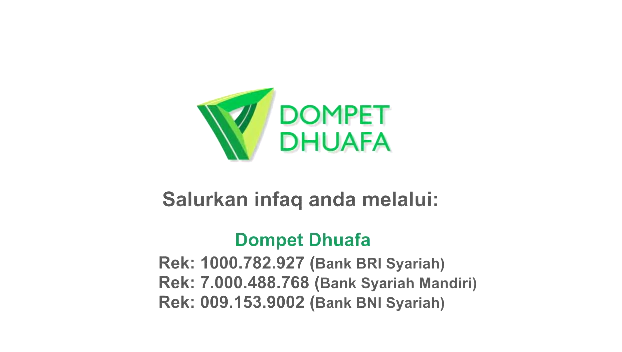 DOMPET
DHUAFA
Salurkan infaq anda melalui:
Dompet Dhuafa
Rek: 1000.782.927 (Bank BRI Syariah)
Rek: 7.000.488.768 (Bank Syariah Mandiri)
Rek: 009.153.9002 (Bank BNI Syariah)